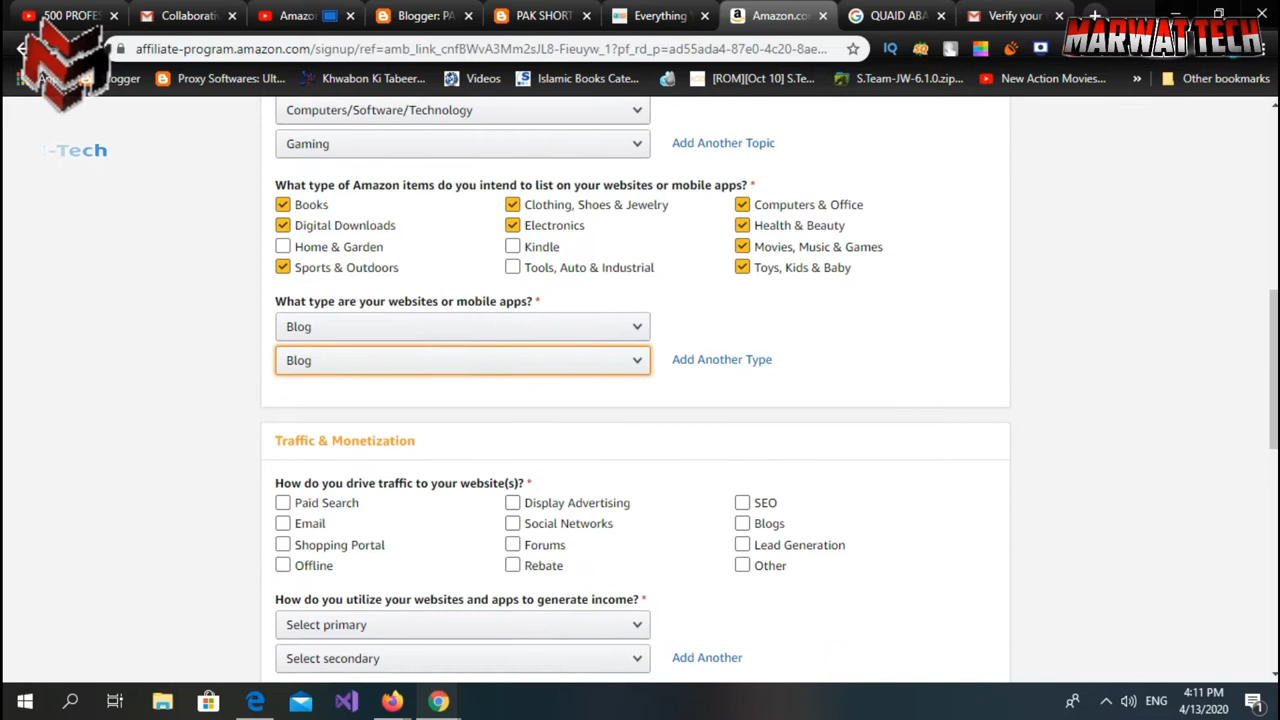 500 PROFES
Collaborati
Amazon
Blogger: PA
PAK SHORT
Everything
Amazon.co
QUAID ABA
Verify your
MARWAT TECH
affiliate-program.amazon.com/signup/ref=amb_link_cnfBWvA3Mm2sJL8-Fieuyw_1?pf_rd_p=ad55ada4-87e0-4c20-8ae...
IQ
Blogger
Proxy Softwares: Ult...
Khwabon Ki Tabeer...
Videos
Islamic Books Cate...
[ROM][Oct 10] S.Te...
S.Team-JW-6.1.0.zip...
New Action Movies...
»
Other bookmarks
-Tech
Computers/Software/Technology
Gaming
Add Another Topic
What type of Amazon items do you intend to list on your websites or mobile apps? *
Books
Clothing, Shoes & Jewelry
Computers & Office
Digital Downloads
Electronics
Health & Beauty
Home & Garden
Kindle
Movies, Music & Games
Sports & Outdoors
Tools, Auto & Industrial
Toys, Kids & Baby
What type are your websites or mobile apps? *
Blog
Blog
Add Another Type
Traffic & Monetization
How do you drive traffic to your website(s)? *
Paid Search
Display Advertising
SEO
Email
Social Networks
Blogs
Shopping Portal
Forums
Lead Generation
Offline
Rebate
Other
How do you utilize your websites and apps to generate income? *
Select primary
Select secondary
Add Another
ENG
4:11 PM
4/13/2020
1